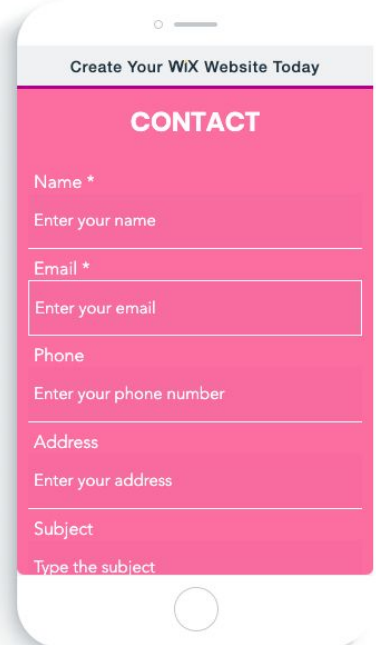 Create Your WiX Website Today
CONTACT
Name *
Enter your name
Email *
Enter your email
Phone
Enter your phone number
Address
Enter your address
Subject
Type the subject